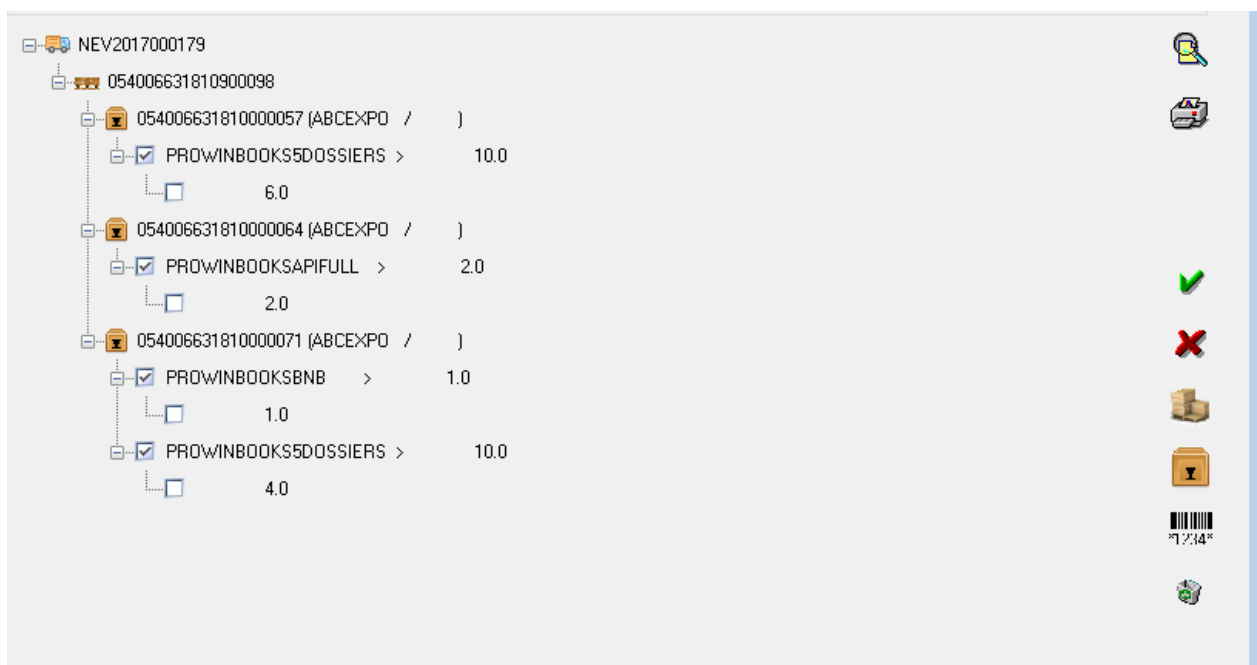 NEV2017000179
054006631810900098
054006631810000057 (ABCEXPO / )
PROWINBOOKS5DOSSIERS > 10.0
6.0
054006631810000064 (ABCEXPO / )
PROWINBOOKSAPIFULL > 2.0
2.0
054006631810000071 (ABCEXPO / )
PROWINBOOKSBNB > 1.0
1.0
PROWINBOOKS5DOSSIERS > 10.0
4.0
*1234*